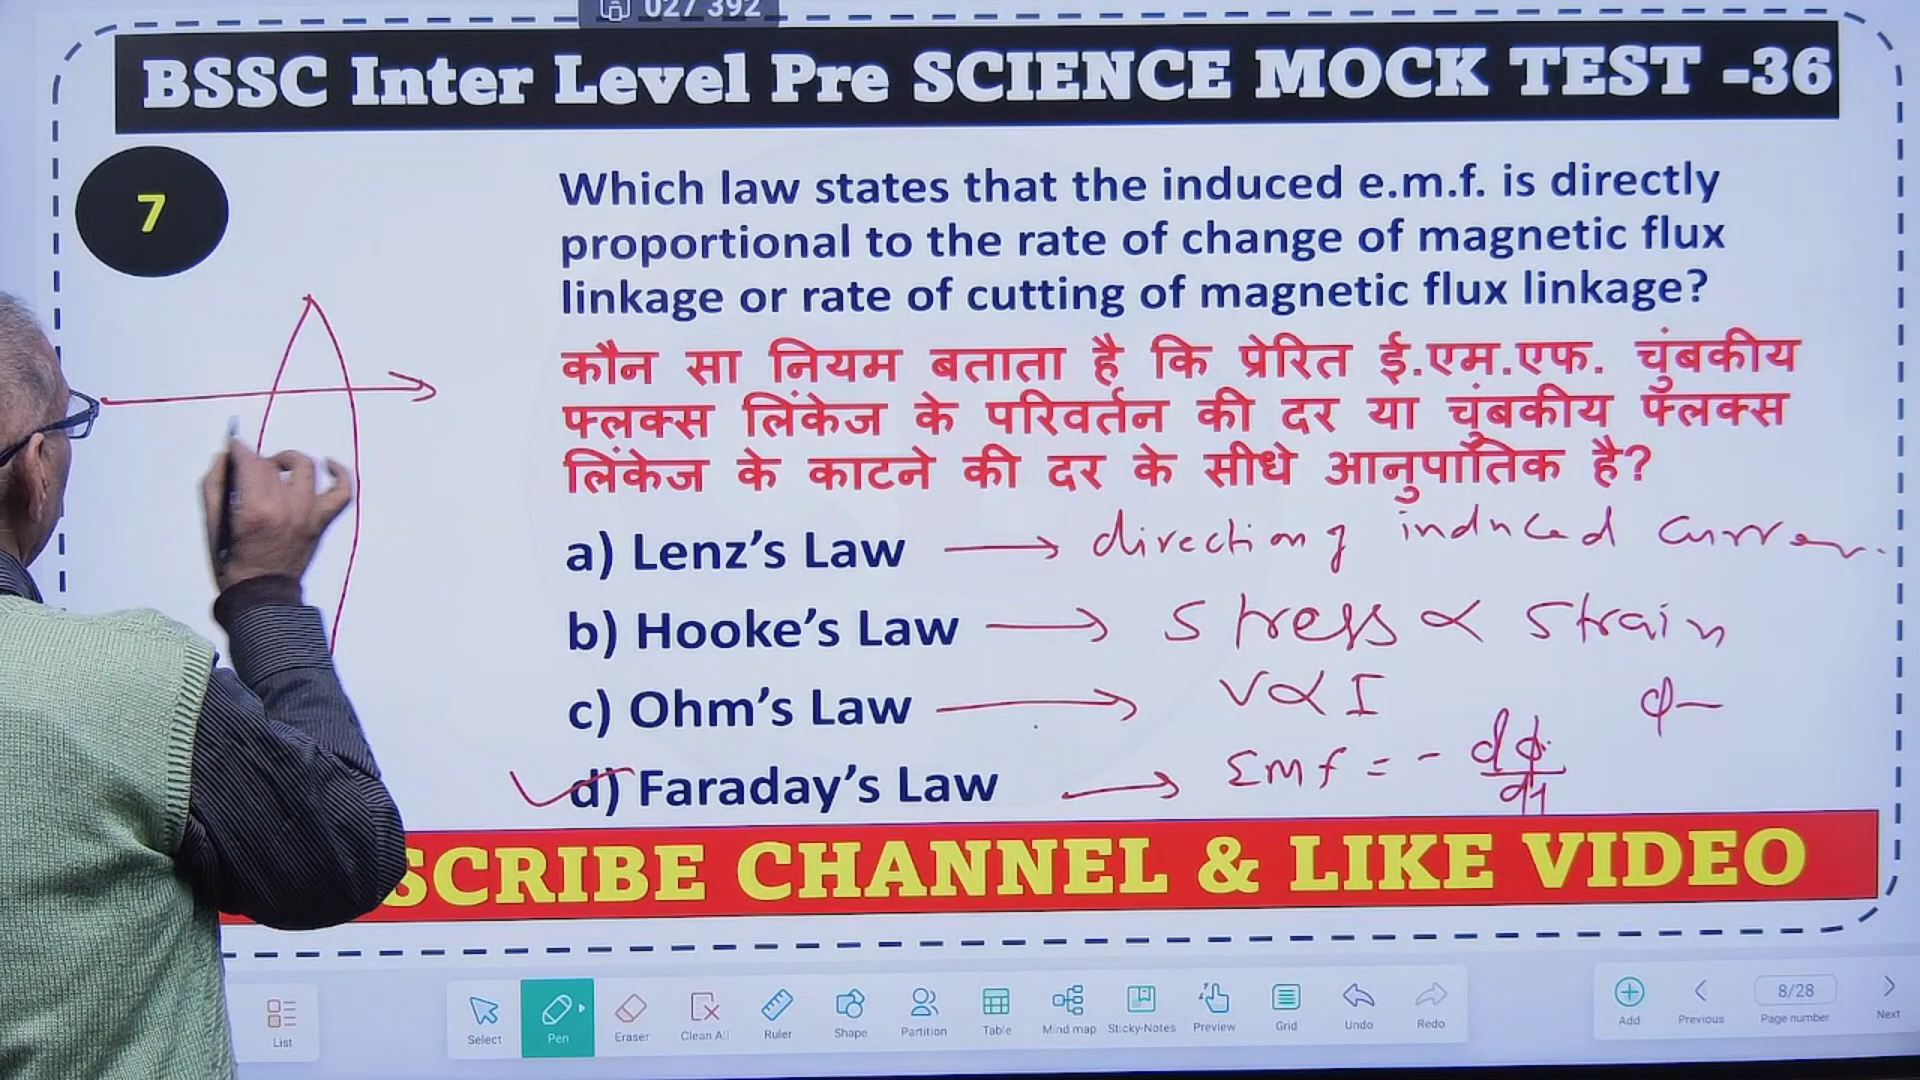 027392
BSSC Inter Level Pre SCIENCE MOCK TEST -36
7
Which law states that the induced e.m.f. is directly
proportional to the rate of change of magnetic flux
linkage or rate of cutting of magnetic flux linkage?
कौन सा नियम बताता है कि प्रेरित ई.एम.एफ. चुंबकीय
फ्लक्स लिंकेज के परिवर्तन की दर या चुंबकीय फ्लक्स
लिंकेज के काटने की दर के सीधे आनुपातिक है?
a) Lenz's Law → direction of induced
b) Hooke's Law → stress ∝ strain
c) Ohm's Law → V∝I φ—
d) Faraday's Law → Emf = - dφ/dt
SCRIBE CHANNEL & LIKE VIDEO
List
Select
Pen
Eraser
Clean All
Ruler
Shape
Partition
Table
Mind map
Sticky-Notes
Preview
Grid
Undo
Redo
Add
Previous
8/28
Page number
Next